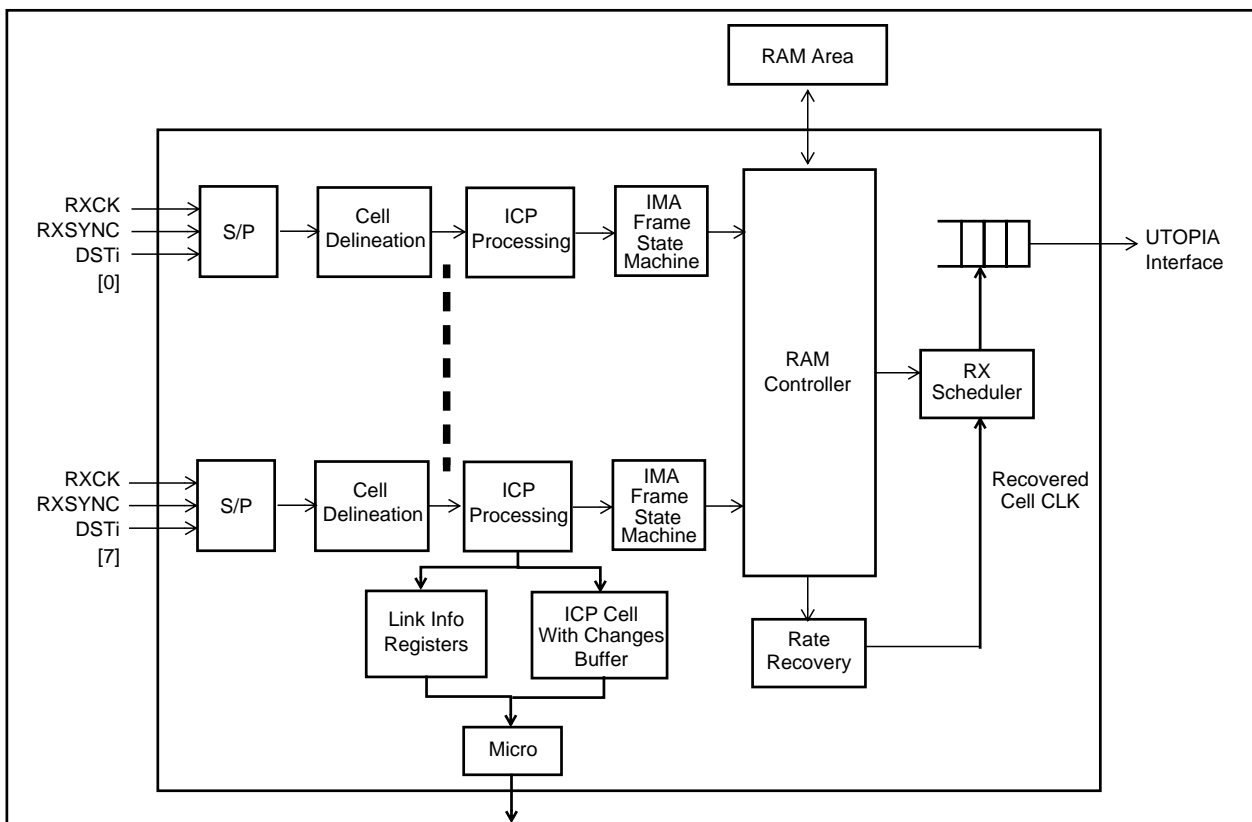 RAM Area
RXCK
RXSYNC
DSTi
[0]
S/P
Cell
Delineation
ICP
Processing
IMA
Frame
State
Machine
RAM
Controller
UTOPIA
Interface
RX
Scheduler
Recovered
Cell CLK
RXCK
RXSYNC
DSTi
[7]
S/P
Cell
Delineation
ICP
Processing
IMA
Frame
State
Machine
Link Info
Registers
ICP Cell
With Changes
Buffer
Rate
Recovery
Micro